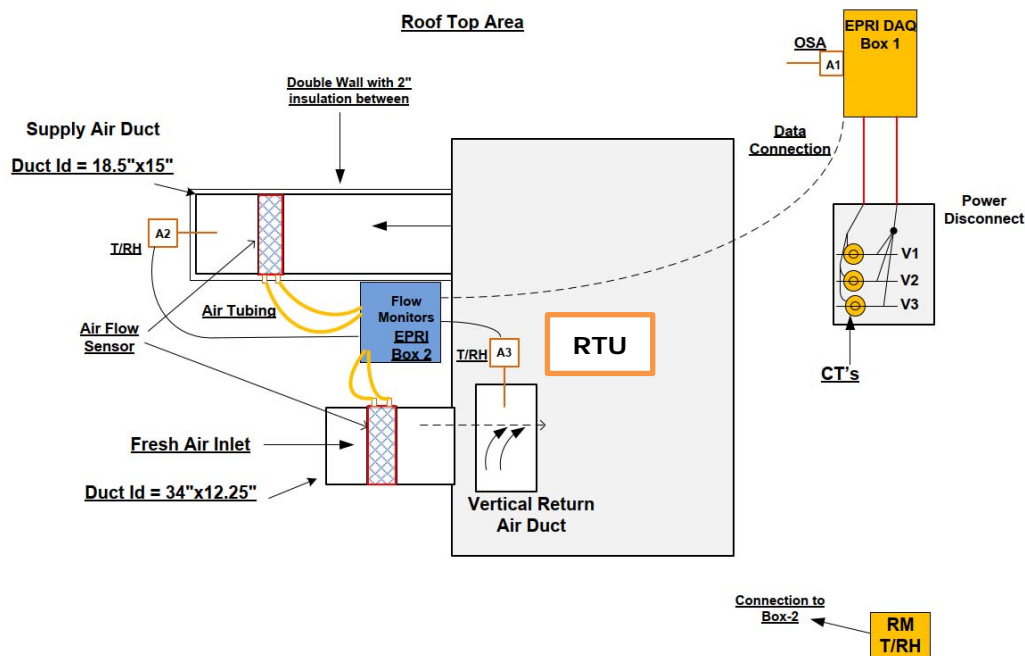 Roof Top Area
EPRI DAQ
Box 1
OSA
A1
Double Wall with 2"
insulation between
Supply Air Duct
Duct Id = 18.5"x15"
Data
Connection
Power
Disconnect
A2
T/RH
V1
V2
V3
Air Tubing
Flow
Monitors
EPRI
Box 2
Air Flow
Sensor
T/RH
A3
RTU
CT's
Fresh Air Inlet
Duct Id = 34"x12.25"
Vertical Return
Air Duct
Connection to
Box-2
RM
T/RH